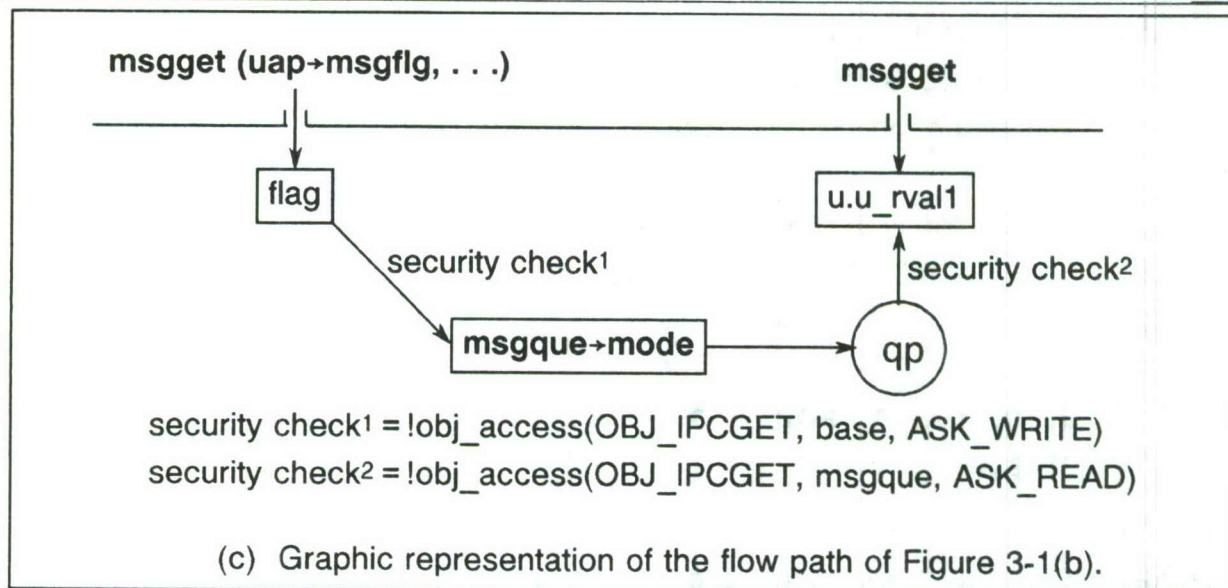 msgget (uap→msgflg, . . .)
msgget
flag
u.u_rval1
security check¹
security check²
msgque→mode
qp
security check¹ = !obj_access(OBJ_IPCGET, base, ASK_WRITE)
security check² = !obj_access(OBJ_IPCGET, msgque, ASK_READ)
(c) Graphic representation of the flow path of Figure 3-1(b).